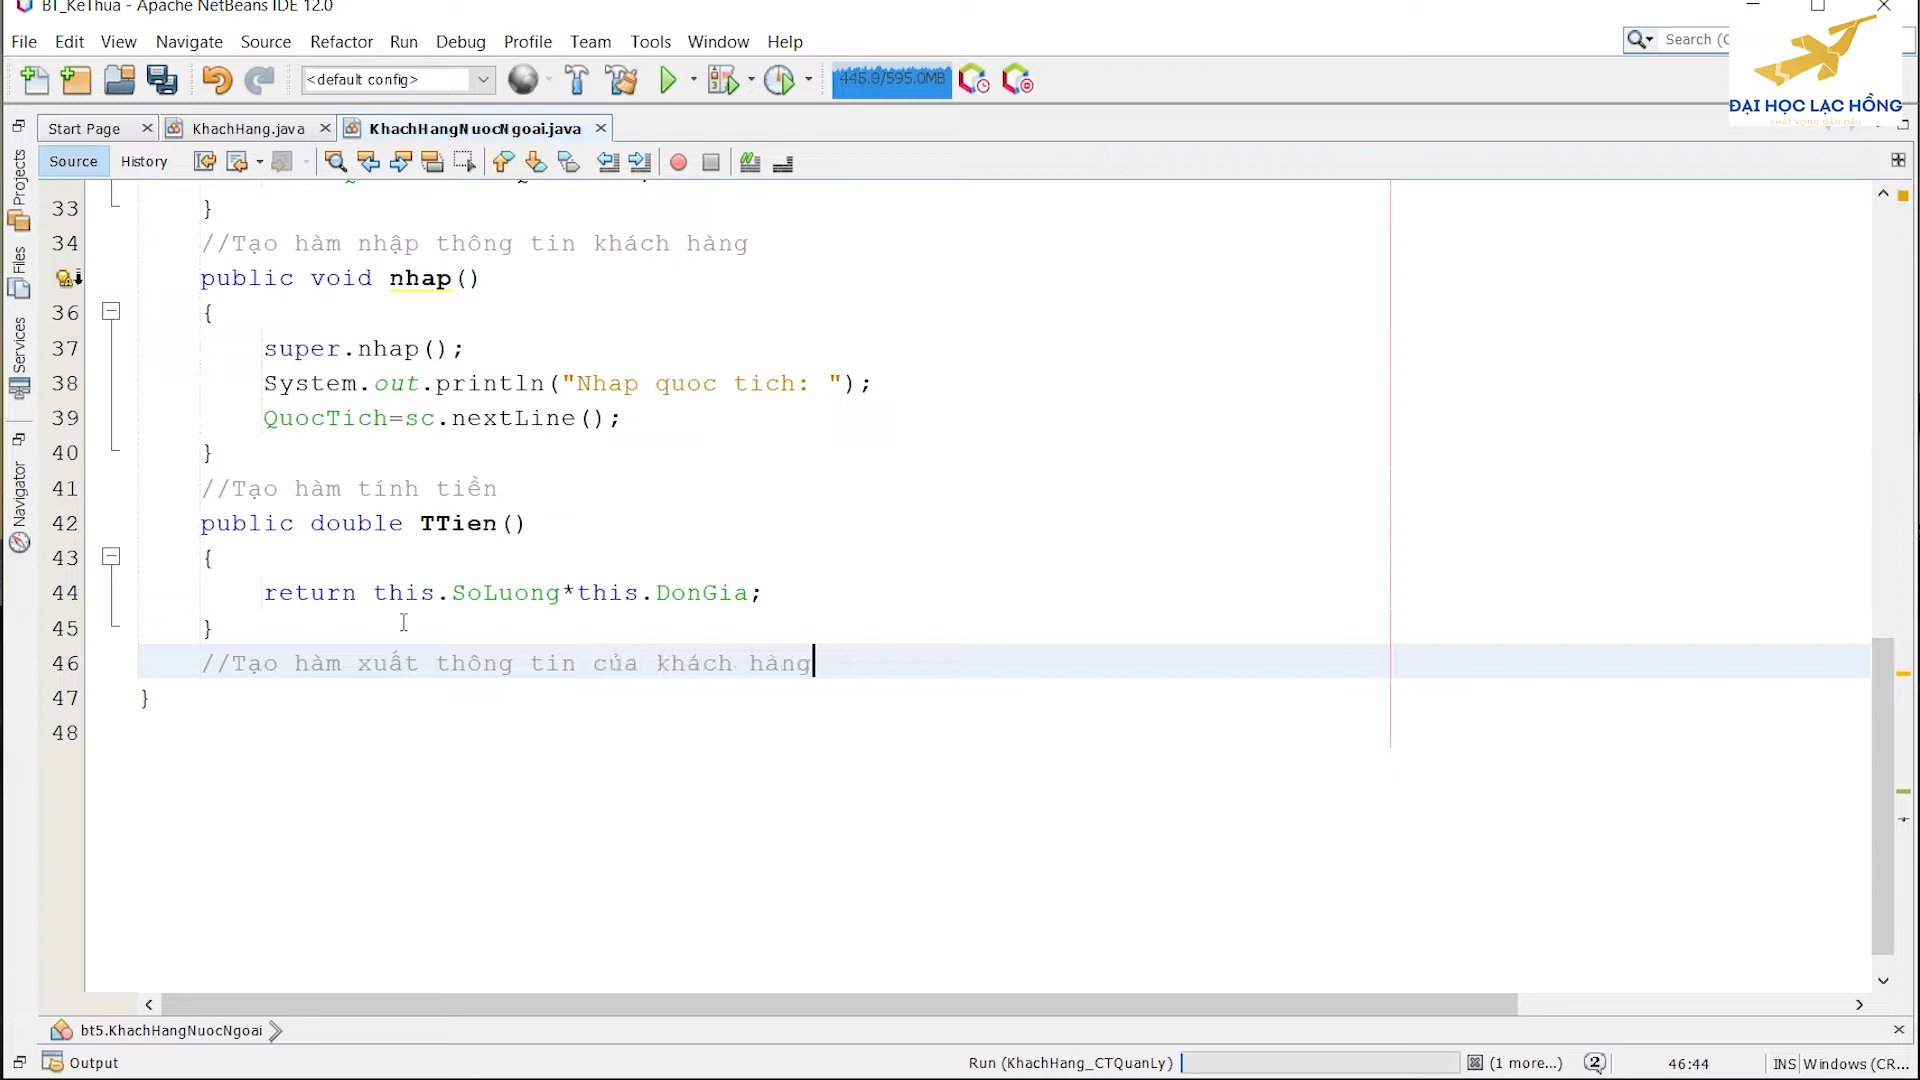 BT_KeThua - Apache NetBeans IDE 12.0
File Edit View Navigate Source Refactor Run Debug Profile Team Tools Window Help
Search (C
<default config>
445.0/595.0MB
ĐẠI HỌC LẠC HỒNG
Start Page KhachHang.java KhachHangNuocNgoai.java
Source History
Projects
Files
Services
Navigator
33 }
34 //Tạo hàm nhập thông tin khách hàng
public void nhap()
36 {
37 super.nhap();
38 System.out.println("Nhap quoc tich: ");
39 QuocTich=sc.nextLine();
40 }
41 //Tạo hàm tính tiền
42 public double TTien()
43 {
44 return this.SoLuong*this.DonGia;
45 }
46 //Tạo hàm xuất thông tin của khách hàng
47 }
48
bt5.KhachHangNuocNgoai
Output Run (KhachHang_CTQuanLy) (1 more...) 2 46:44 INS Windows (CR...